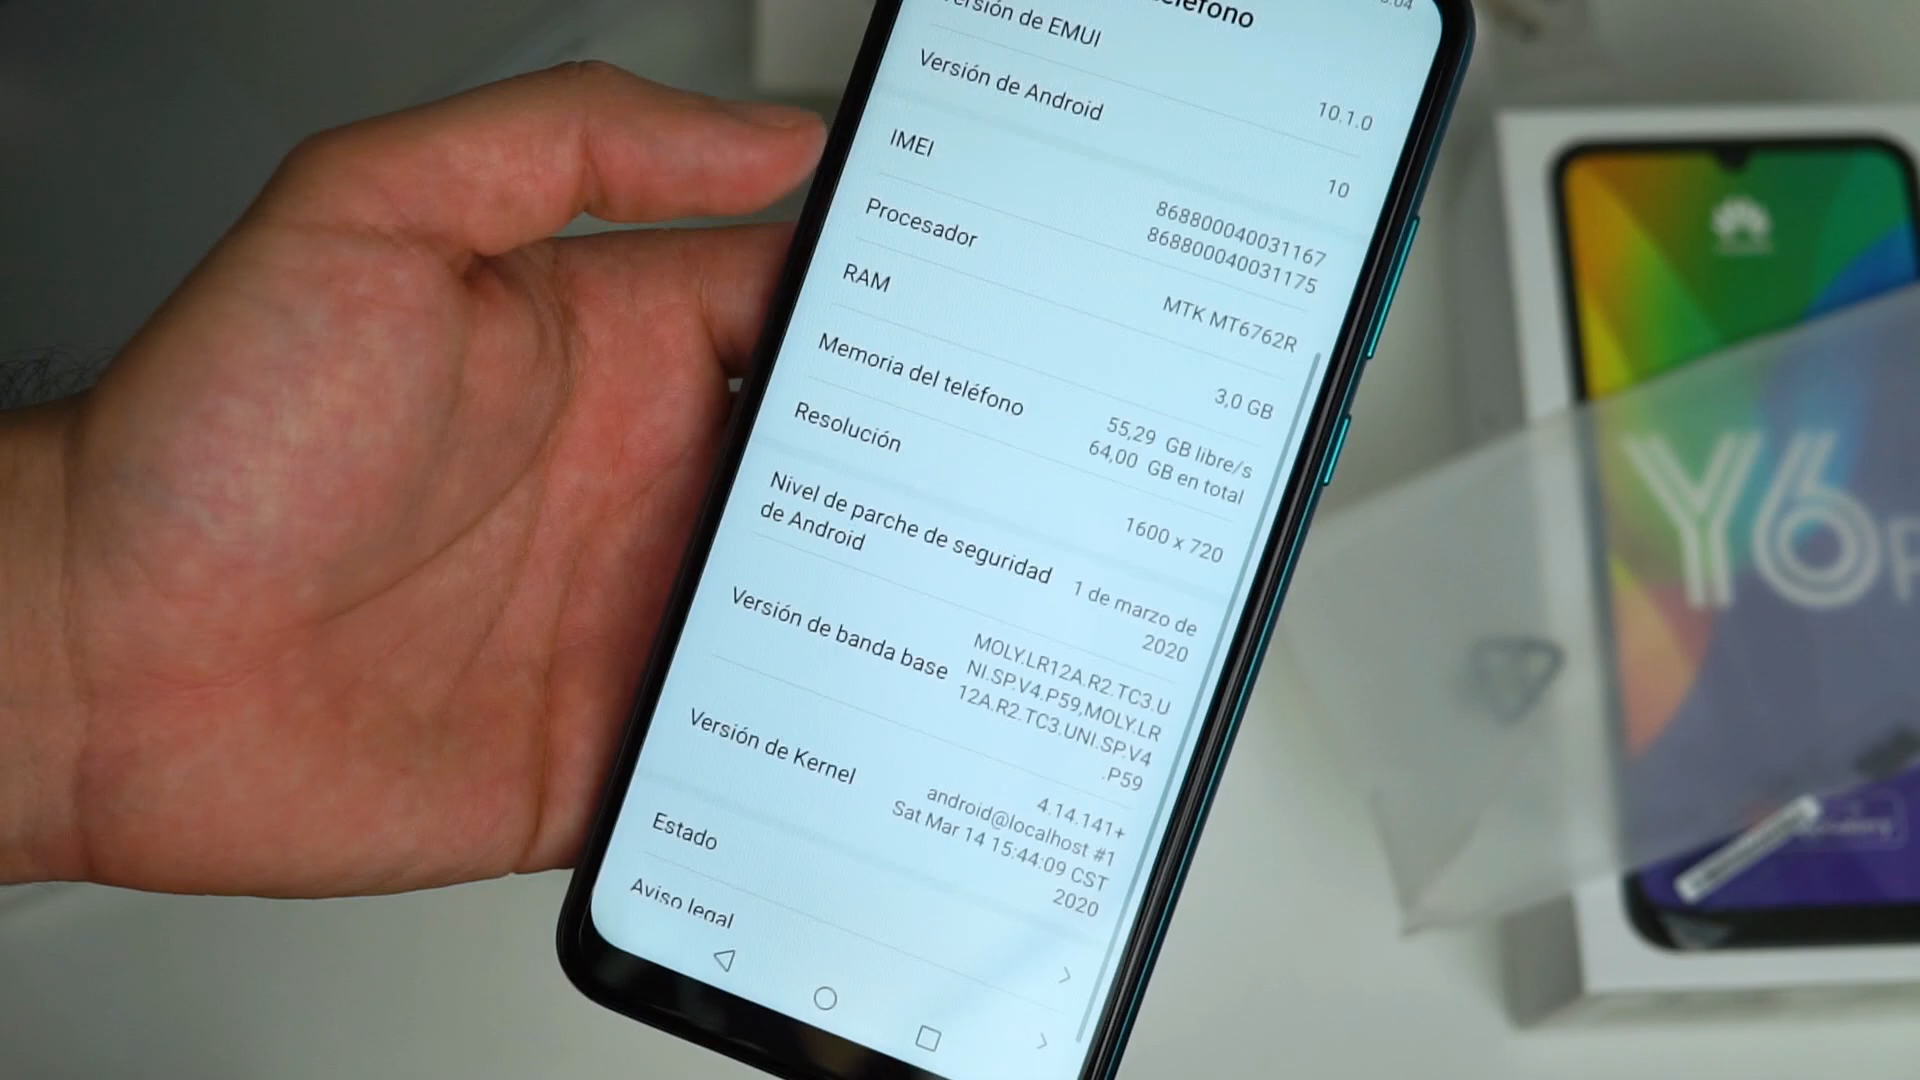 Versión de EMUI
10.1.0
Versión de Android
10
IMEI
868800040031167
868800040031175
Procesador
MTK MT6762R
RAM
3,0 GB
Memoria del teléfono
55,29 GB libre/s
64,00 GB en total
Resolución
1600 x 720
Nivel de parche de seguridad
de Android
1 de marzo de
2020
Versión de banda base
MOLY.LR12A.R2.TC3.U
NI.SP.V4.P59,MOLY.LR
12A.R2.TC3.UNI.SP.V4
.P59
Versión de Kernel
4.14.141+
android@localhost #1
Sat Mar 14 15:44:09 CST
2020
Estado
Aviso legal
Y6